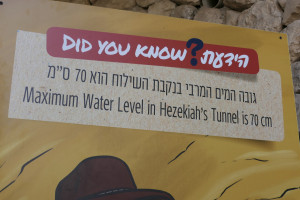 DID YOU KNOW? הידעת
גובה המים המרבי בנקבת השילוח הוא 70 ס"מ
Maximum Water Level in Hezekiah's Tunnel is 70 cm